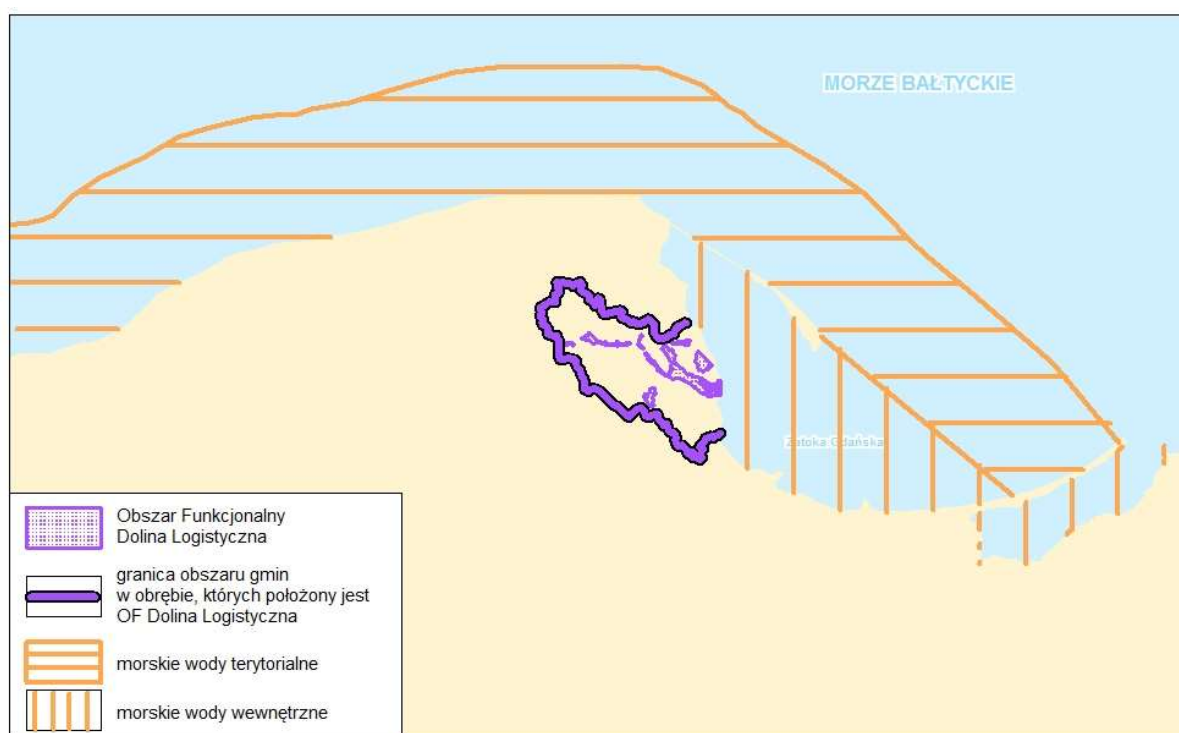 MORZE BAŁTYCKIE
Zatoka Gdańska
Obszar Funkcjonalny
Dolina Logistyczna
granica obszaru gmin
w obrębie, których położony jest
OF Dolina Logistyczna
morskie wody terytorialne
morskie wody wewnętrzne